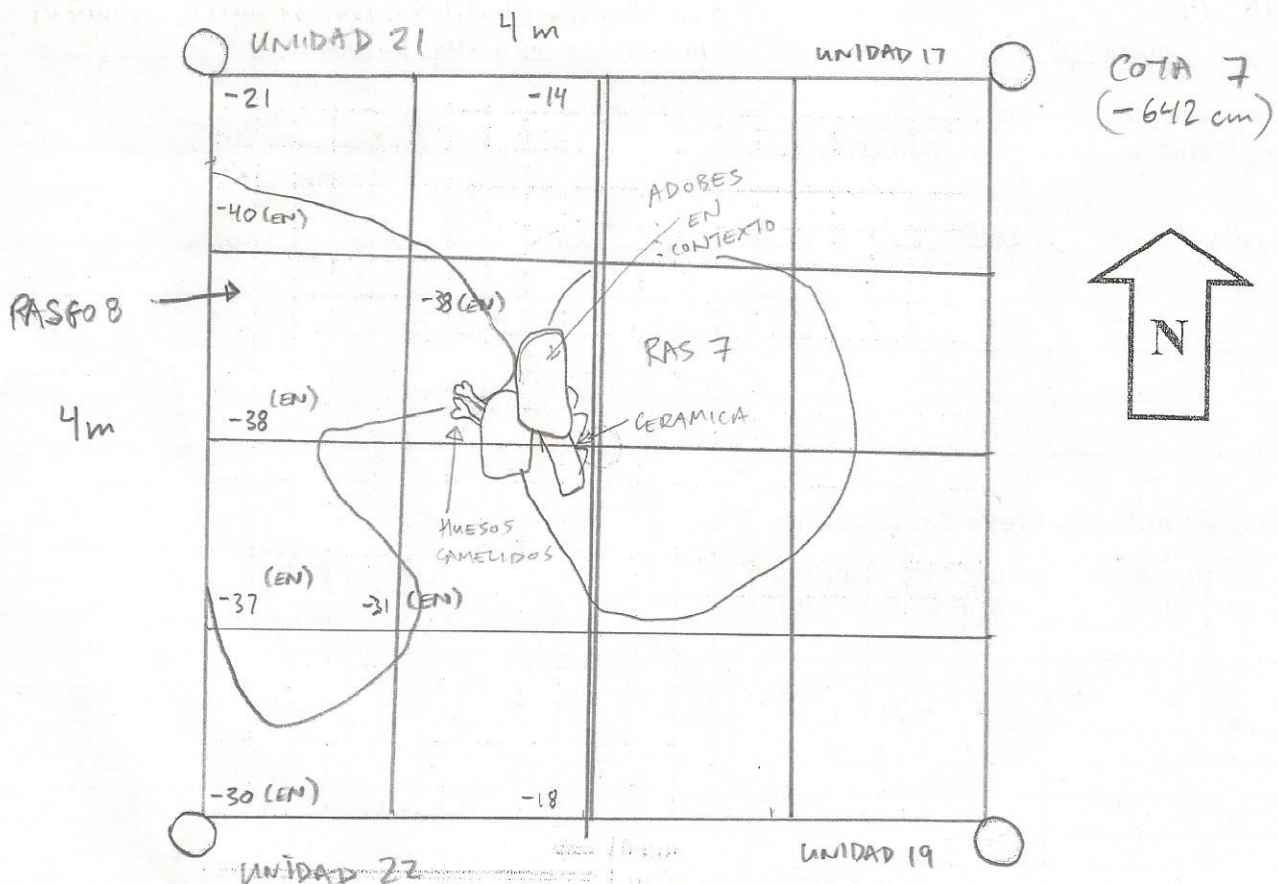 UNIDAD 21
4 m
UNIDAD 17
COTA 7
(-642 cm)
-21
-14
ADOBES
EN
CONTEXTO
-40 (EN)
N
RASGO 8
-38 (EN)
RAS 7
4m
-38 (EN)
CERAMICA
HUESOS
CAMELIDOS
-37 (EN)
-31 (EN)
-30 (EN)
-18
UNIDAD 22
UNIDAD 19